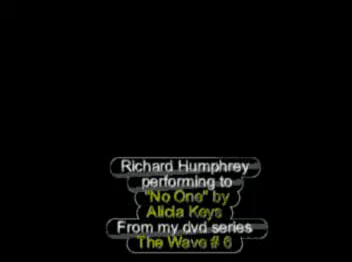 Richard Humphrey
performing to
"No One" by
Alicia Keys
From my dvd series
The Wave # 6